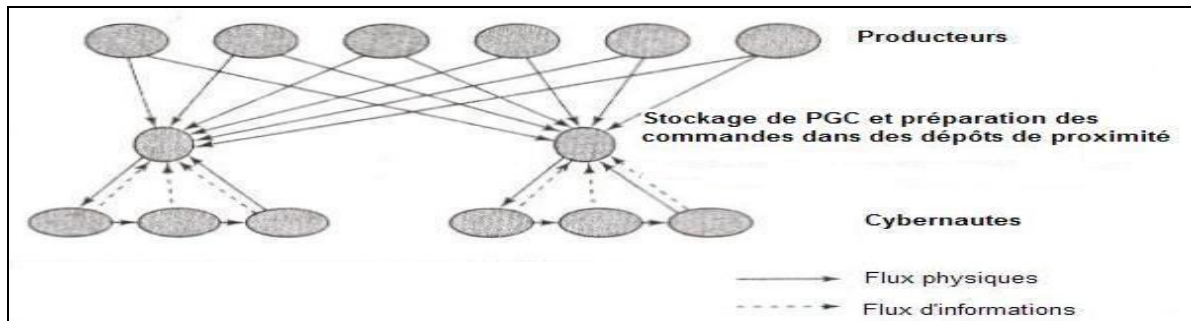 Producteurs
Stockage de PGC et préparation des
commandes dans des dépôts de proximité
Cybernautes
Flux physiques
Flux d'informations